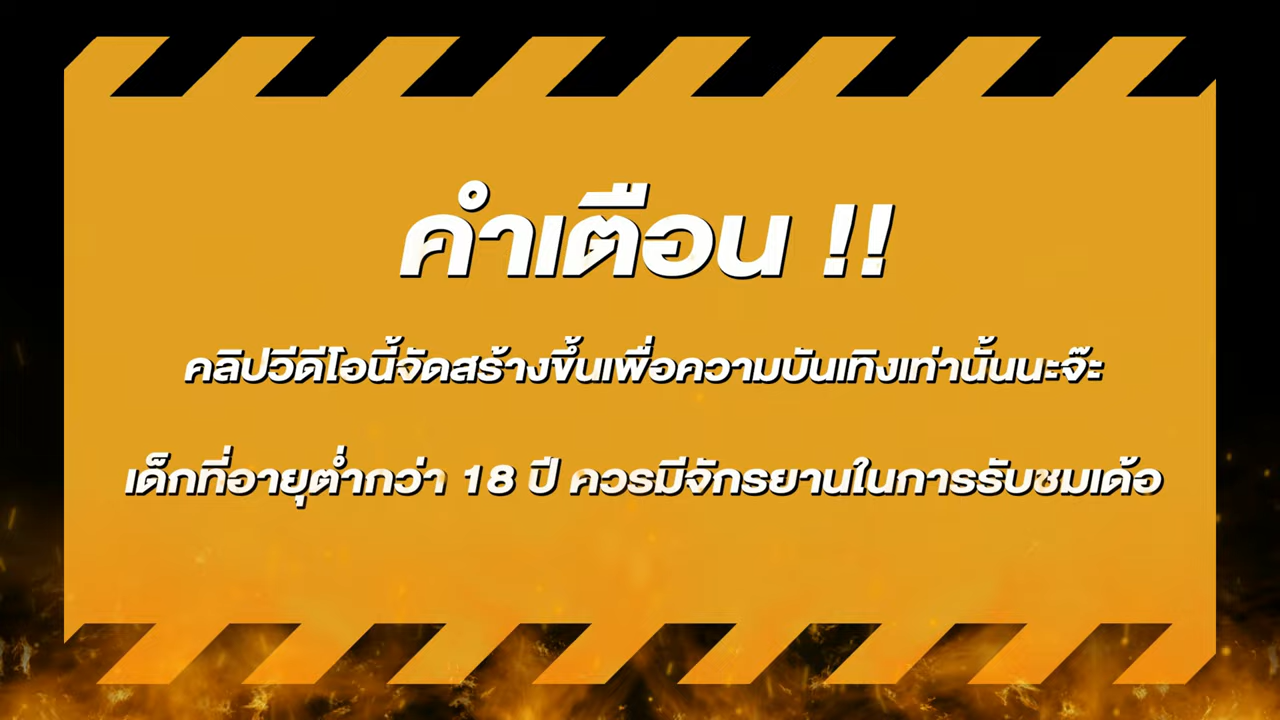 คำเตือน !!
คลิปวีดีโอนี้จัดสร้างขึ้นเพื่อความบันเทิงเท่านั้นนะจ๊ะ
เด็กที่อายุต่ำกว่า 18 ปี ควรมีจักรยานในการรับชมเด้อ